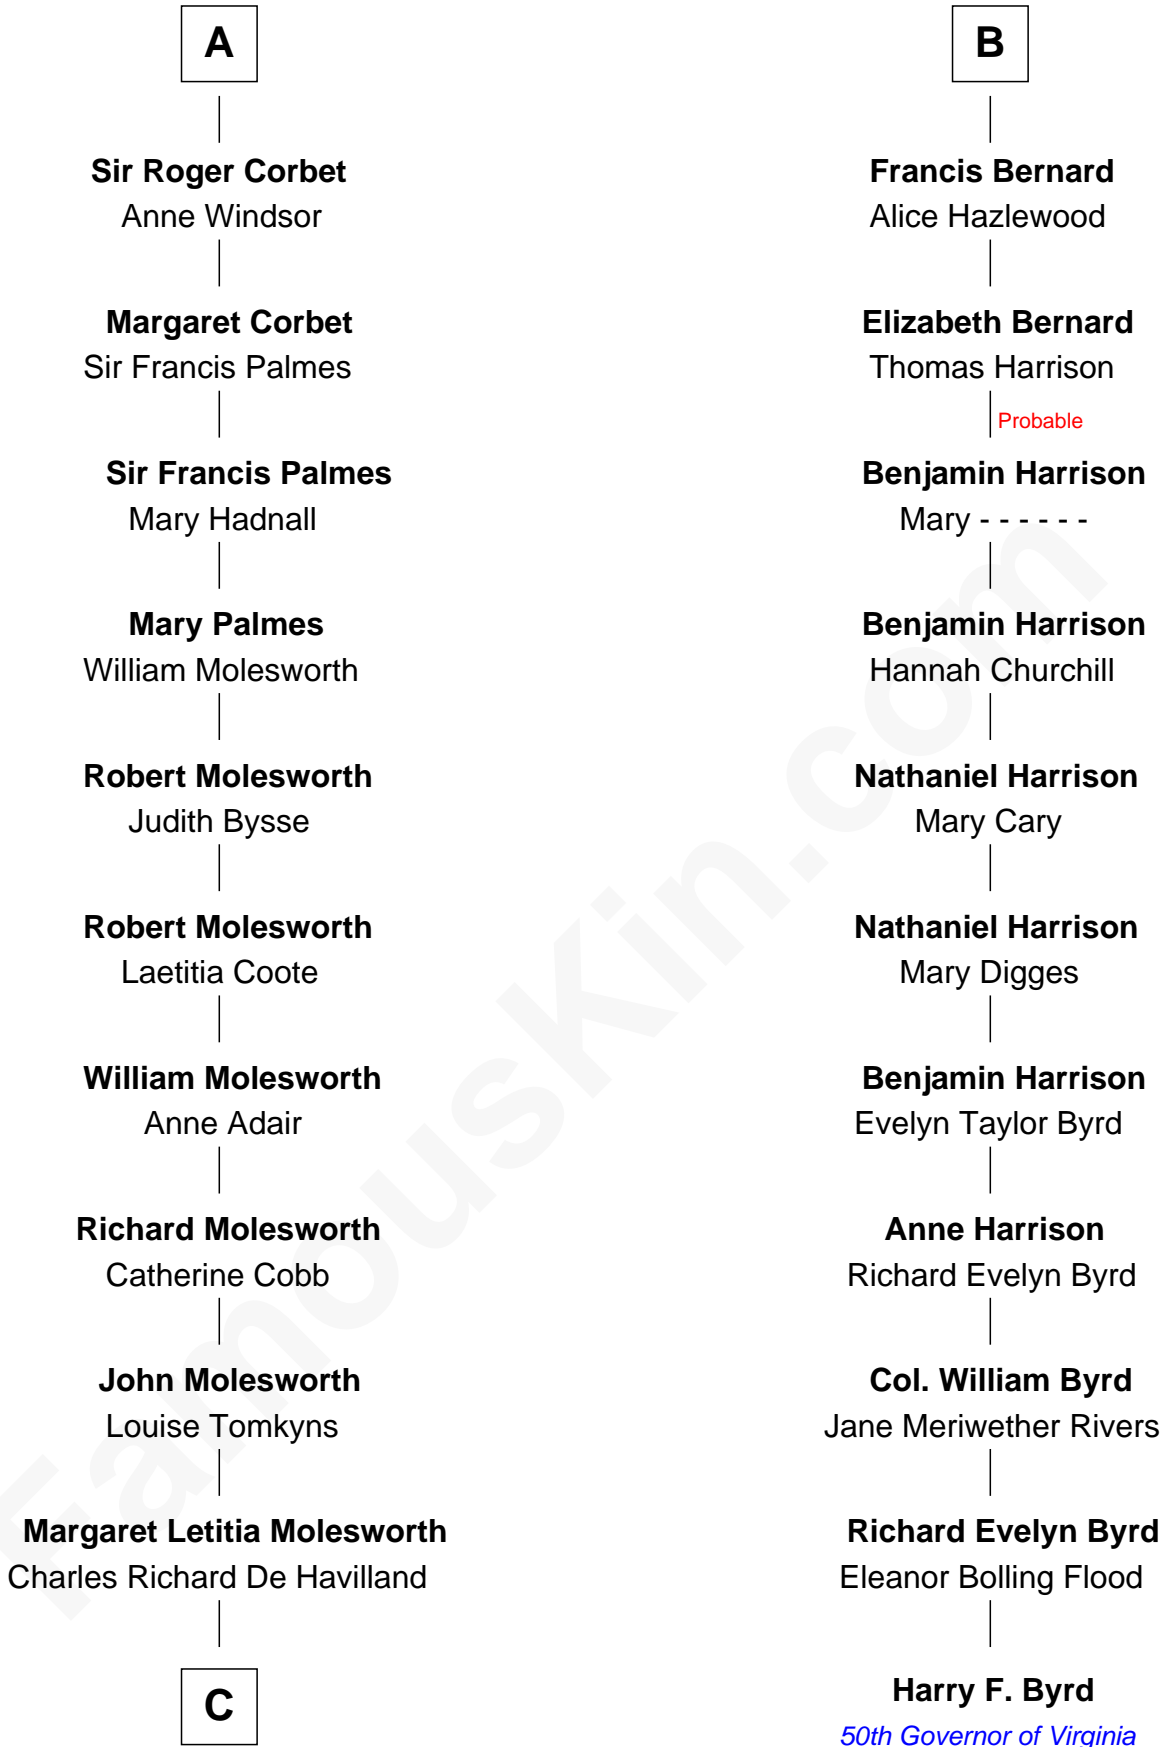 A
Sir Roger Corbet
Anne Windsor
Margaret Corbet
Sir Francis Palmes
Sir Francis Palmes
Mary Hadnall
Mary Palmes
William Molesworth
Robert Molesworth
Judith Bysse
Robert Molesworth
Laetitia Coote
William Molesworth
Anne Adair
Richard Molesworth
Catherine Cobb
John Molesworth
Louise Tomkyns
Margaret Letitia Molesworth
Charles Richard De Havilland
C
B
Francis Bernard
Alice Hazlewood
Elizabeth Bernard
Thomas Harrison
Probable
Benjamin Harrison
Mary - - - - - -
Benjamin Harrison
Hannah Churchill
Nathaniel Harrison
Mary Cary
Nathaniel Harrison
Mary Digges
Benjamin Harrison
Evelyn Taylor Byrd
Anne Harrison
Richard Evelyn Byrd
Col. William Byrd
Jane Meriwether Rivers
Richard Evelyn Byrd
Eleanor Bolling Flood
Harry F. Byrd
50th Governor of Virginia
FamousKin.com